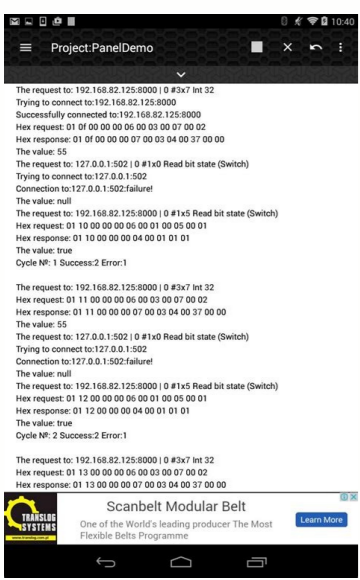 10:40
Project:PanelDemo
The request to: 192.168.82.125:8000 | 0 #3x7 Int 32
Trying to connect to:192.168.82.125:8000
Successfully connected to:192.168.82.125:8000
Hex request: 01 0f 00 00 00 06 00 03 00 07 00 02
Hex response: 01 0f 00 00 00 07 00 03 04 00 37 00 00
The value: 55
The request to: 127.0.0.1:502 | 0 #1x0 Read bit state (Switch)
Trying to connect to:127.0.0.1:502
Connection to:127.0.0.1:502:failure!
The value: null
The request to: 192.168.82.125:8000 | 0 #1x5 Read bit state (Switch)
Hex request: 01 10 00 00 00 06 00 01 00 05 00 01
Hex response: 01 10 00 00 00 04 00 01 01 01
The value: true
Cycle №: 1 Success:2 Error:1
The request to: 192.168.82.125:8000 | 0 #3x7 Int 32
Hex request: 01 11 00 00 00 06 00 03 00 07 00 02
Hex response: 01 11 00 00 00 07 00 03 04 00 37 00 00
The value: 55
The request to: 127.0.0.1:502 | 0 #1x0 Read bit state (Switch)
Trying to connect to:127.0.0.1:502
Connection to:127.0.0.1:502:failure!
The value: null
The request to: 192.168.82.125:8000 | 0 #1x5 Read bit state (Switch)
Hex request: 01 12 00 00 00 06 00 01 00 05 00 01
Hex response: 01 12 00 00 00 04 00 01 01 01
The value: true
Cycle №: 2 Success:2 Error:1
The request to: 192.168.82.125:8000 | 0 #3x7 Int 32
Hex request: 01 13 00 00 00 06 00 03 00 07 00 02
Hex response: 01 13 00 00 00 07 00 03 04 00 37 00 00
TRANSLOG
SYSTEMS
www.translog.com.pl
Scanbelt Modular Belt
One of the World's leading producer The Most
Flexible Belts Programme
Learn More